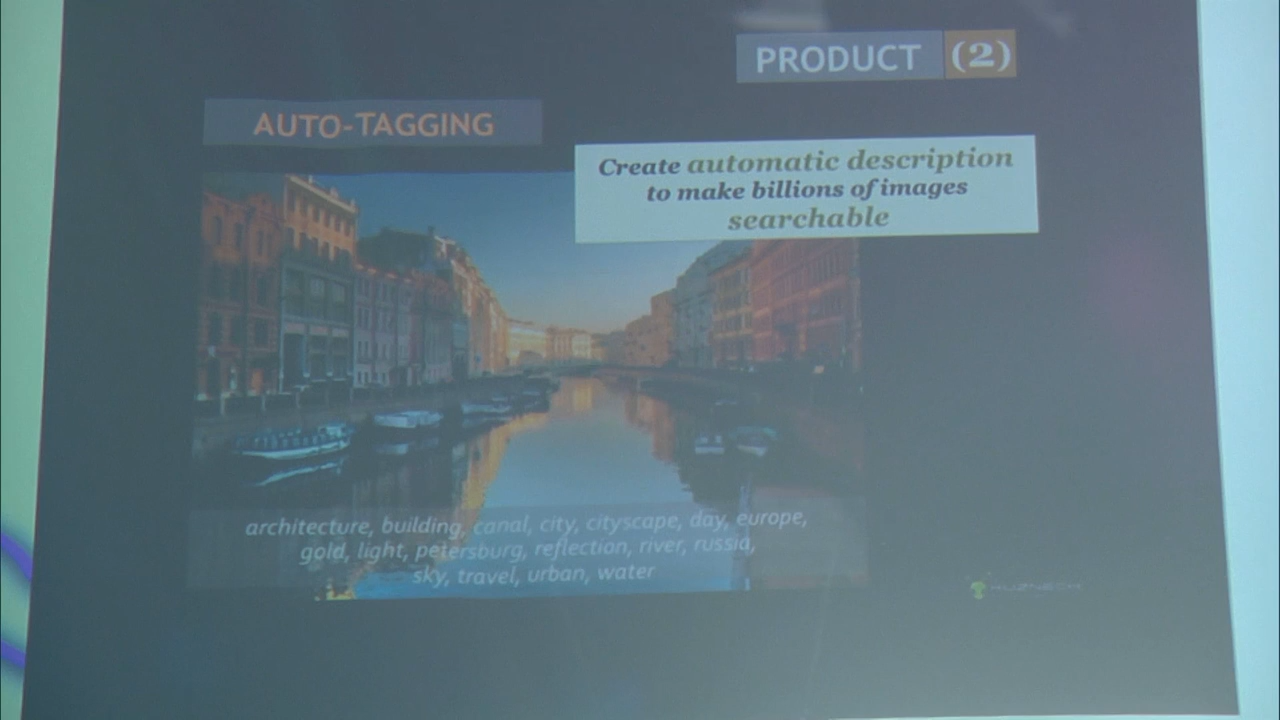 PRODUCT (2)
AUTO-TAGGING
Create automatic description
to make billions of images
searchable
architecture, building, canal, city, cityscape, day, europe,
gold, light, petersburg, reflection, river, russia,
sky, travel, urban, water